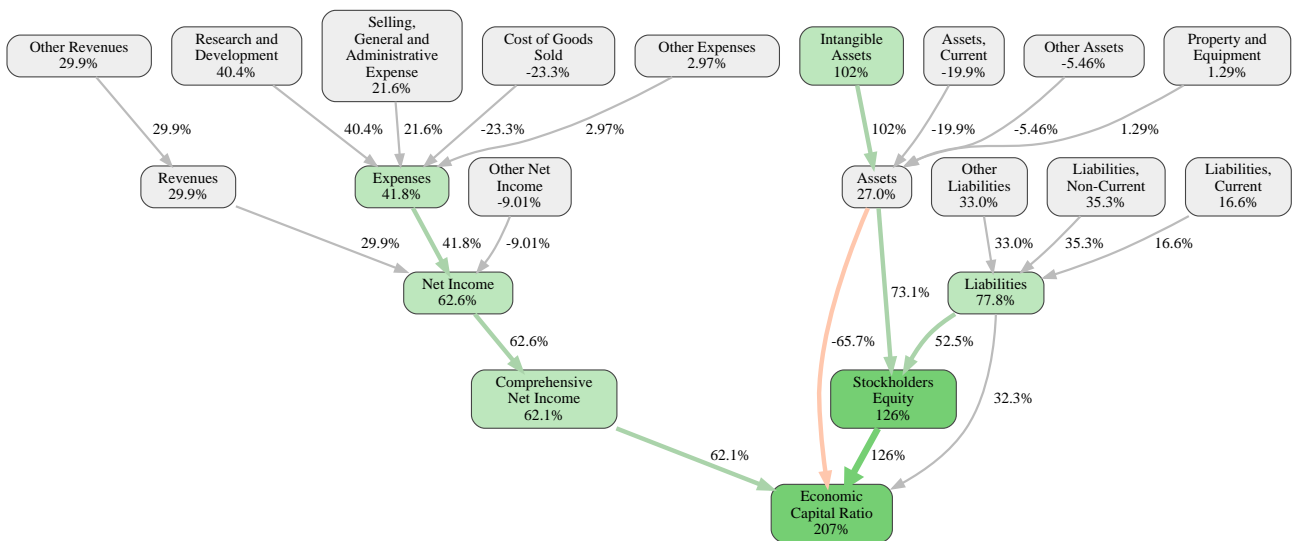 Other Revenues
29.9%
Research and
Development
40.4%
Selling,
General and
Administrative
Expense
21.6%
Cost of Goods
Sold
-23.3%
Other Expenses
2.97%
Intangible
Assets
102%
Assets,
Current
-19.9%
Other Assets
-5.46%
Property and
Equipment
1.29%
29.9%
40.4%
21.6%
-23.3%
2.97%
102%
-19.9%
-5.46%
1.29%
Revenues
29.9%
Expenses
41.8%
Other Net
Income
-9.01%
Assets
27.0%
Other
Liabilities
33.0%
Liabilities,
Non-Current
35.3%
Liabilities,
Current
16.6%
29.9%
41.8%
-9.01%
33.0%
35.3%
16.6%
Net Income
62.6%
Liabilities
77.8%
73.1%
62.6%
-65.7%
52.5%
Comprehensive
Net Income
62.1%
Stockholders
Equity
126%
32.3%
62.1%
126%
Economic
Capital Ratio
207%